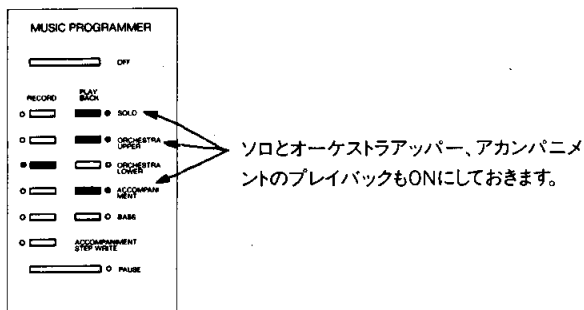 MUSIC PROGRAMMER
OFF
RECORD
PLAY
BACK
SOLO
ORCHESTRA
UPPER
ORCHESTRA
LOWER
ACCOMPANI
MENT
BASS
ACCOMPANIMENT
STEP WRITE
PAUSE
ソロとオーケストラアッパー、アカンパニメ
ントのプレイバックもONにしておきます。